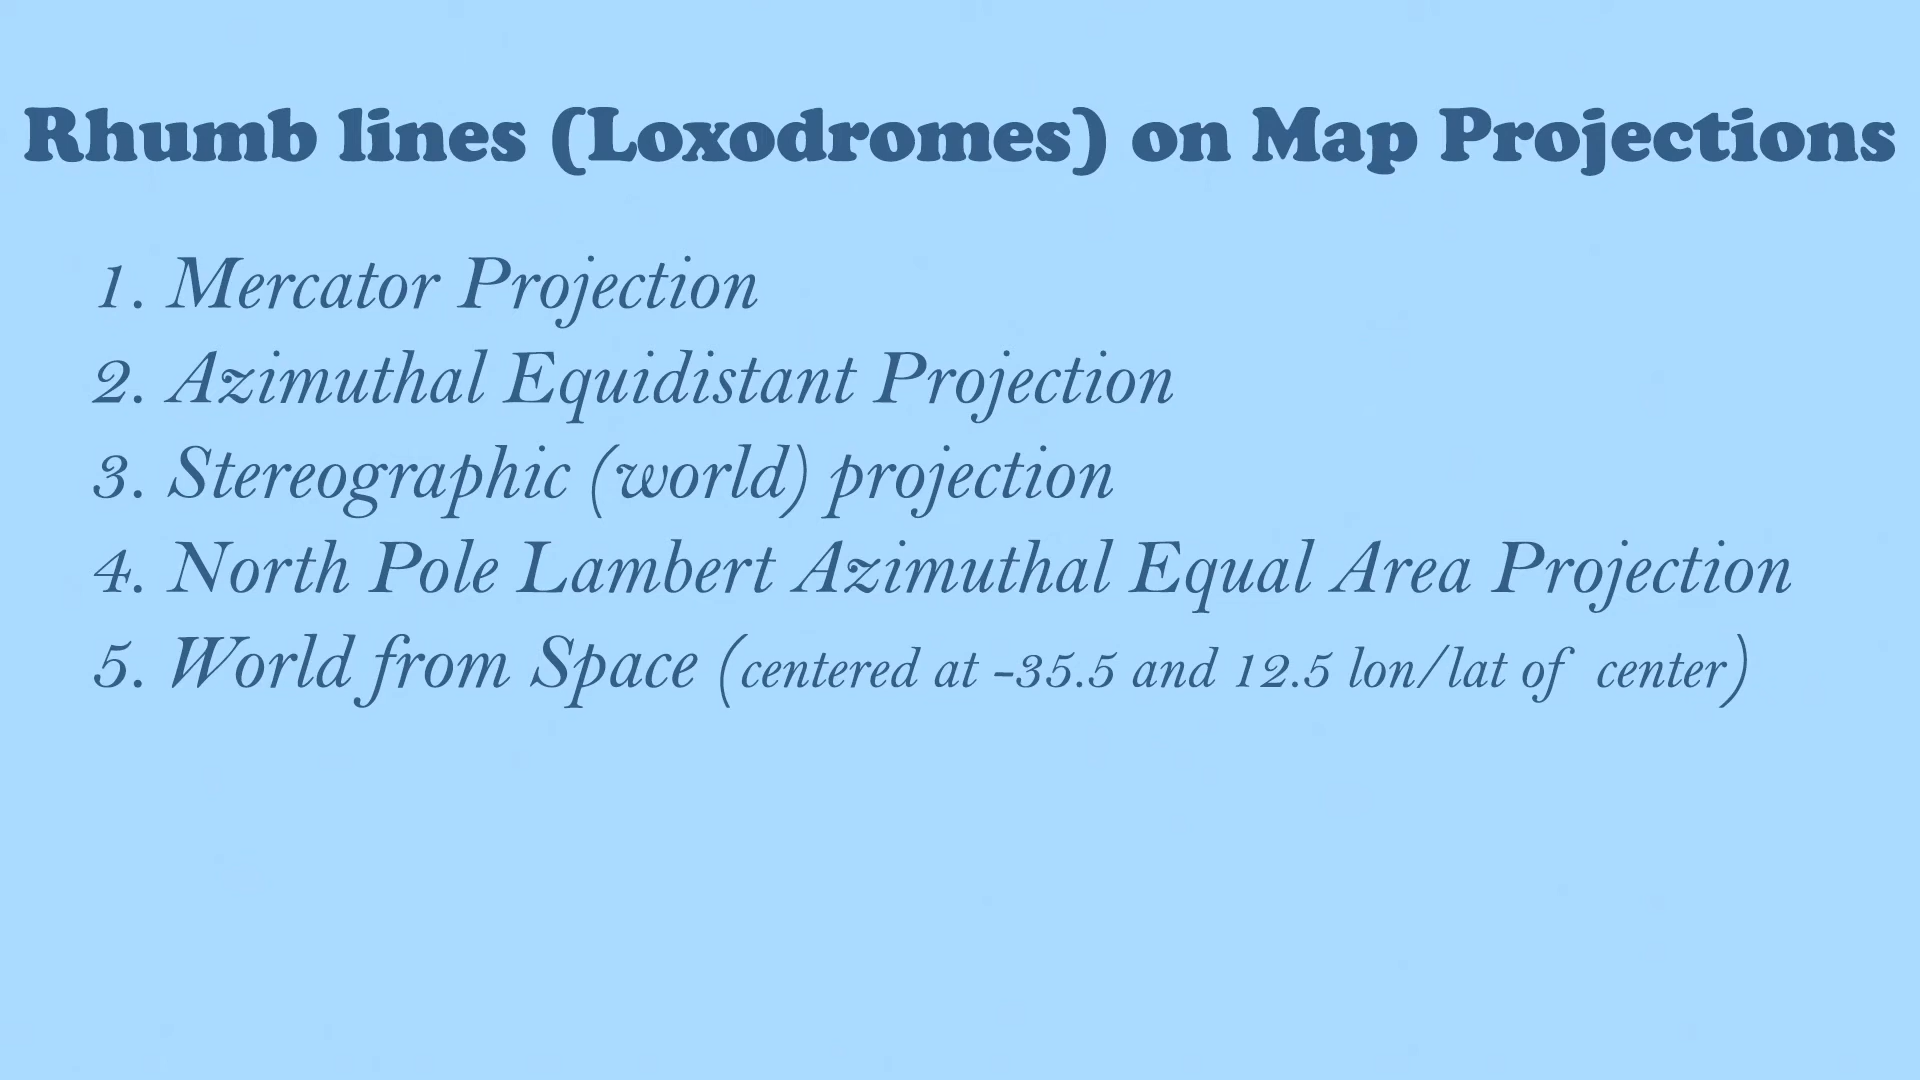 Rhumb lines (Loxodromes) on Map Projections
1. Mercator Projection
2. Azimuthal Equidistant Projection
3. Stereographic (world) projection
4. North Pole Lambert Azimuthal Equal Area Projection
5. World from Space (centered at -35.5 and 12.5 lon/lat of center)